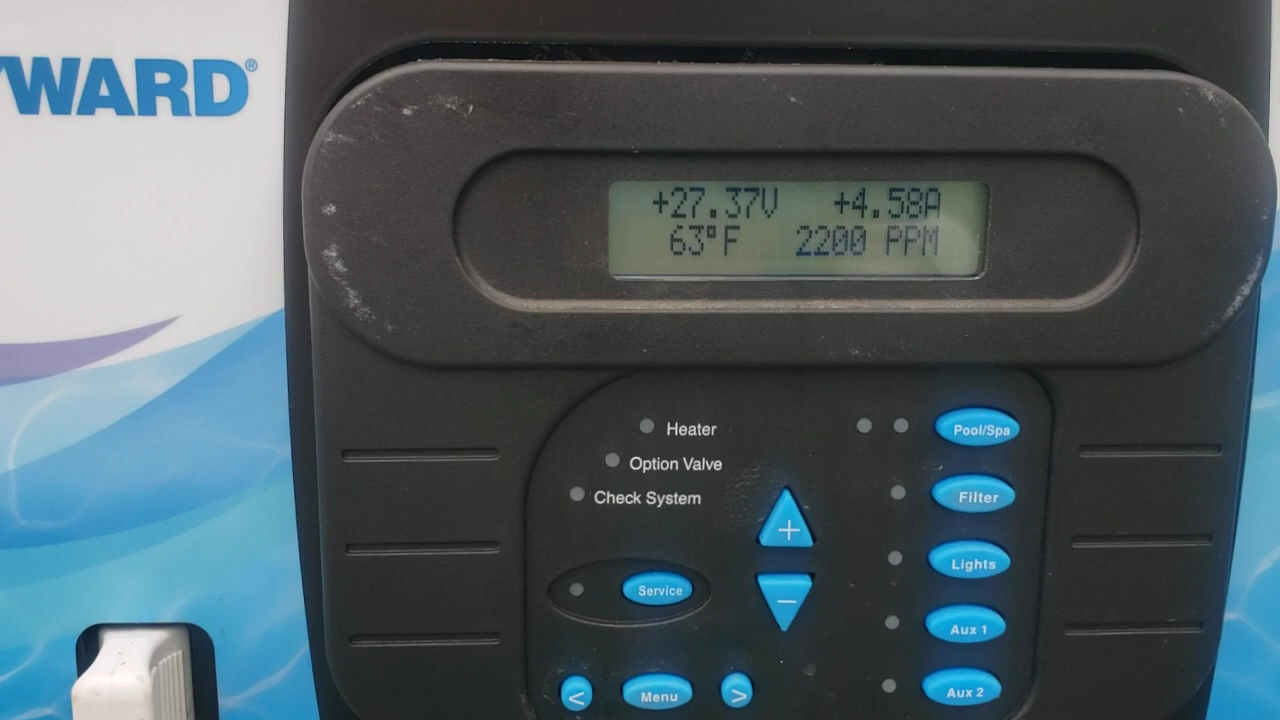 WARD®
+27.37V +4.58A
63°F 2200 PPM
Heater
Option Valve
Check System
Pool/Spa
Filter
+
Lights
Service
−
Aux 1
< Menu >
Aux 2